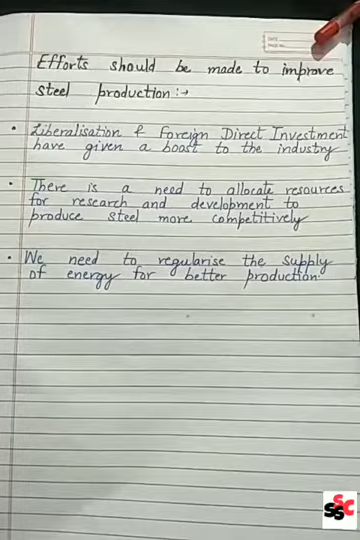 Efforts should be made to improve
steel production :→
• Liberalisation & Foreign Direct Investment
have given a boost to the industry
• There is a need to allocate resources
for research and development to
produce steel more competitively
• We need to regularise the supply
of energy for better production.
SSSC